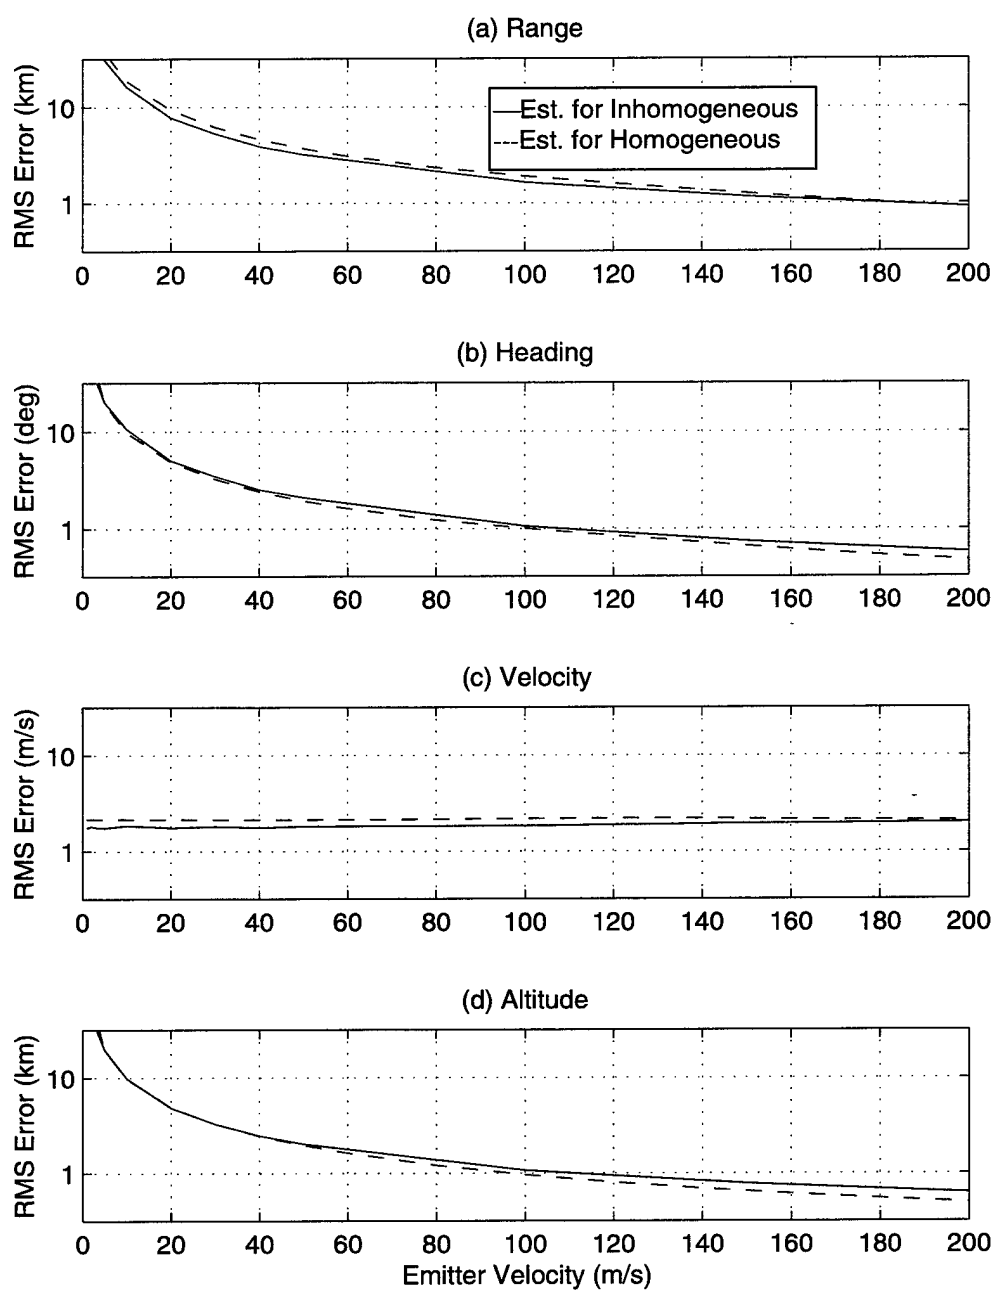 (a) Range
RMS Error (km)
10
1
Est. for Inhomogeneous
Est. for Homogeneous
0 20 40 60 80 100 120 140 160 180 200
(b) Heading
RMS Error (deg)
10
1
0 20 40 60 80 100 120 140 160 180 200
(c) Velocity
RMS Error (m/s)
10
1
0 20 40 60 80 100 120 140 160 180 200
(d) Altitude
RMS Error (km)
10
1
0 20 40 60 80 100 120 140 160 180 200
Emitter Velocity (m/s)